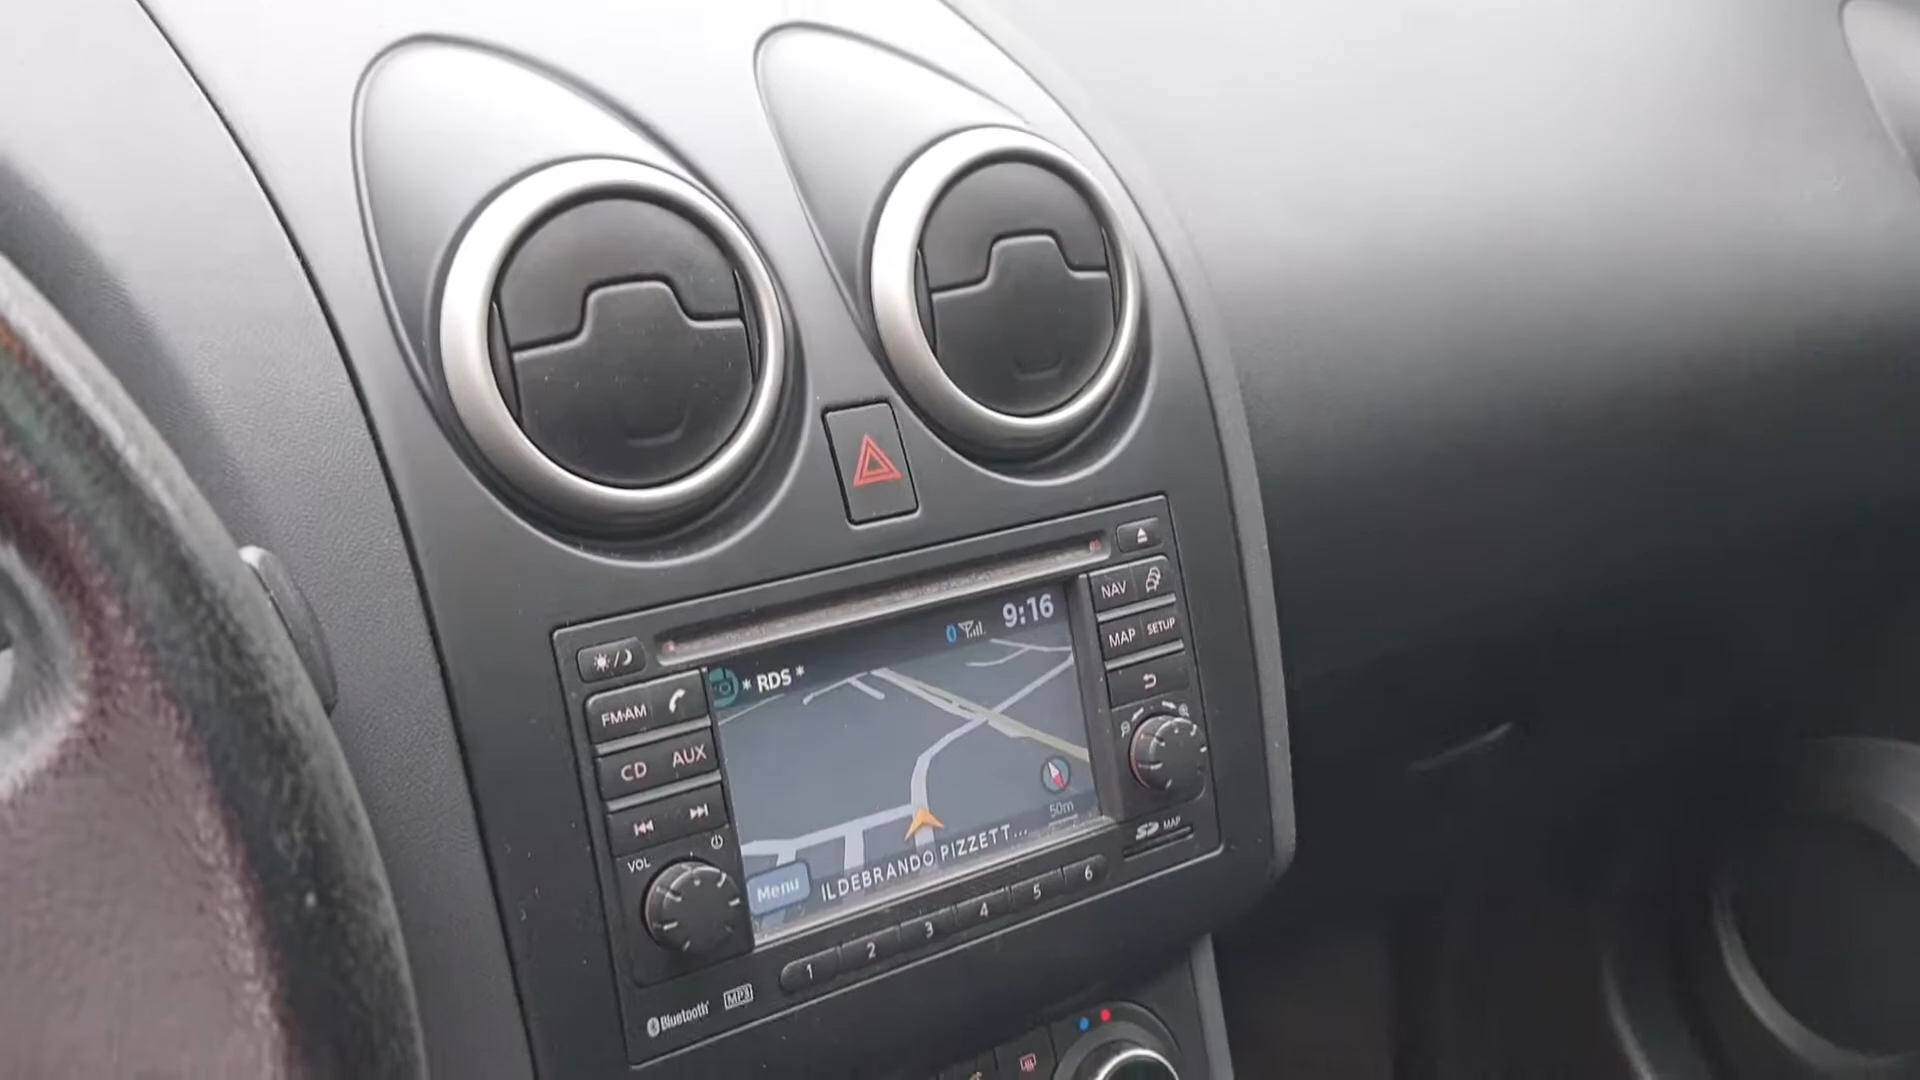 9:16
* RDS *
NAV
MAP SETUP
FM·AM
CD AUX
VOL
50m
ILDEBRANDO PIZZETT...
Menu
SD MAP
1 2 3 4 5 6
Bluetooth MP3